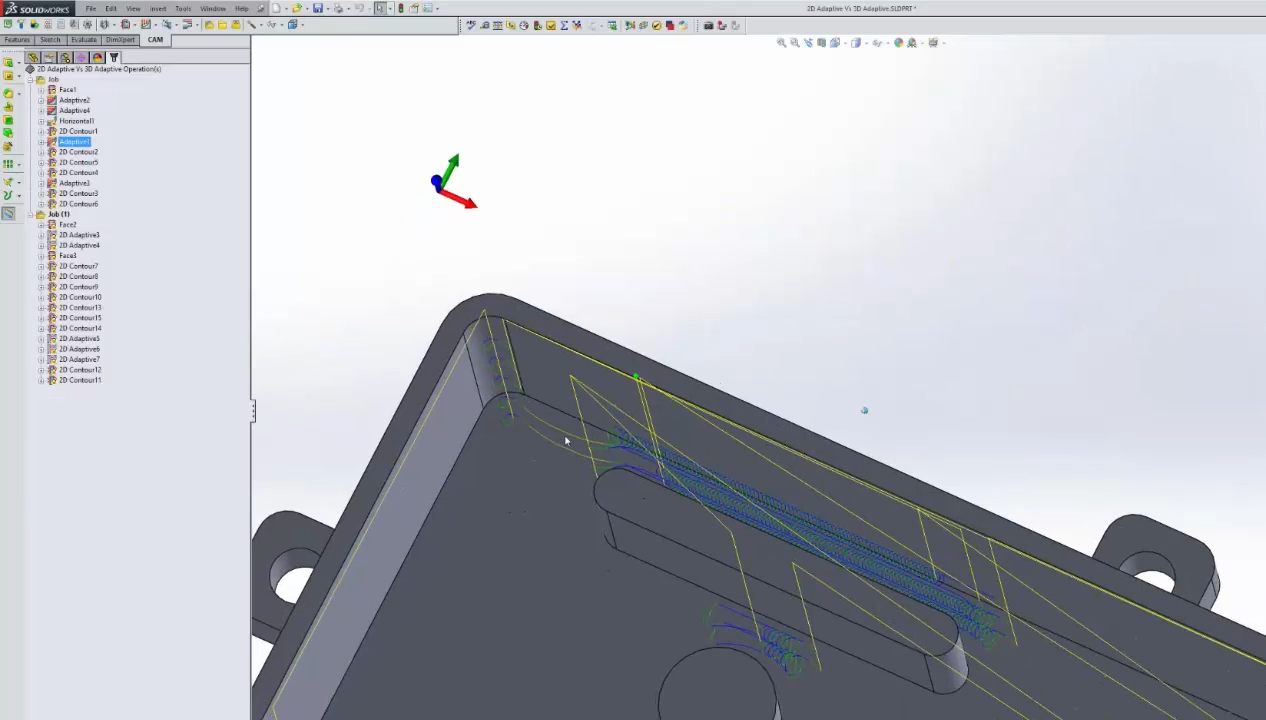 SOLIDWORKS File Edit View Insert Tools Window Help 2D Adaptive Vs 3D Adaptive.SLDPRT *
Features Sketch Evaluate DimXpert CAM
2D Adaptive Vs 3D Adaptive Operation(s)
Job
Face1
Adaptive2
Adaptive4
Horizontal1
2D Contour1
Adaptive1
2D Contour2
2D Contour5
2D Contour4
Adaptive3
2D Contour3
2D Contour6
Job (1)
Face2
2D Adaptive3
2D Adaptive4
Face3
2D Contour7
2D Contour8
2D Contour9
2D Contour10
2D Contour13
2D Contour15
2D Contour14
2D Adaptive5
2D Adaptive6
2D Adaptive7
2D Contour12
2D Contour11